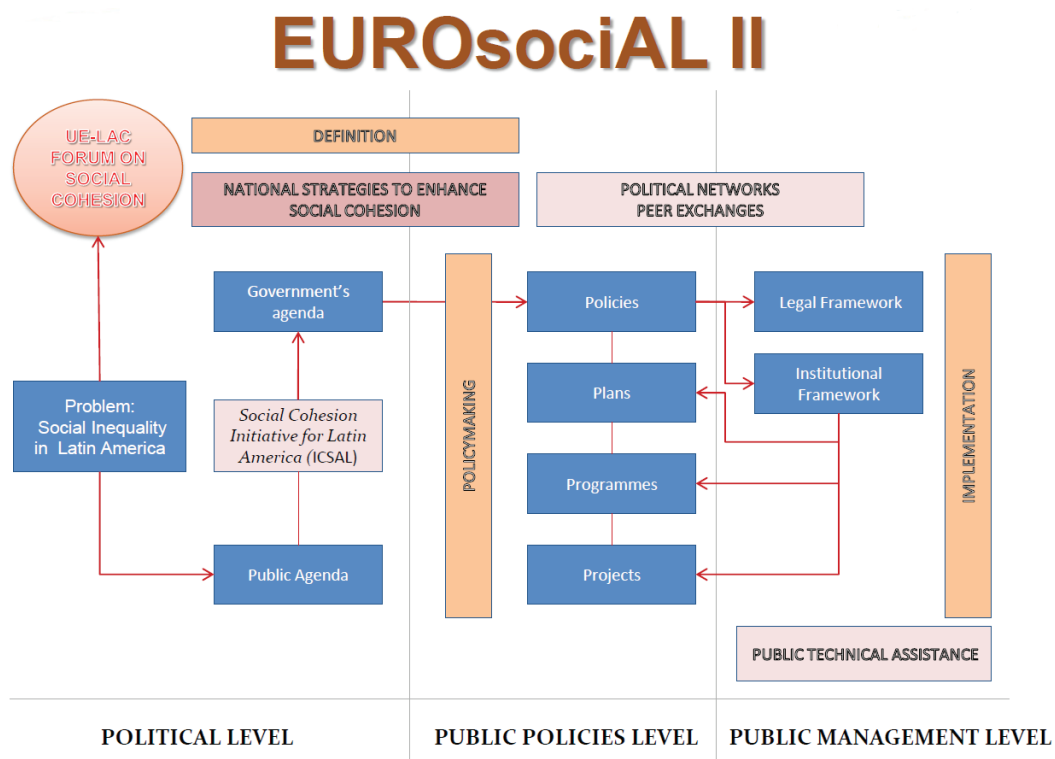 EUROsociAL II
UE-LAC
FORUM ON
SOCIAL
COHESION
DEFINITION
NATIONAL STRATEGIES TO ENHANCE
SOCIAL COHESION
POLITICAL NETWORKS
PEER EXCHANGES
Government's
agenda
Policies
Legal Framework
Problem:
Social Inequality
in Latin America
Social Cohesion
Initiative for Latin
America (ICSAL)
POLICYMAKING
Plans
Institutional
Framework
IMPLEMENTATION
Programmes
Public Agenda
Projects
PUBLIC TECHNICAL ASSISTANCE
POLITICAL LEVEL
PUBLIC POLICIES LEVEL
PUBLIC MANAGEMENT LEVEL